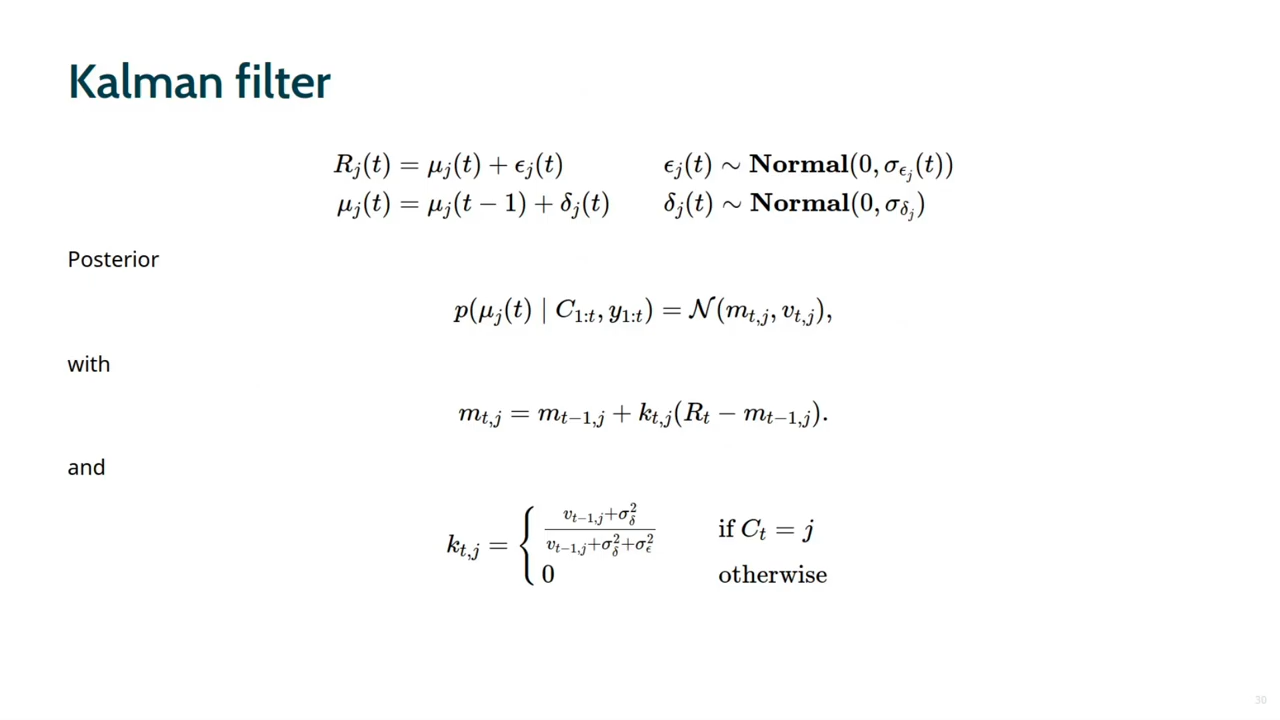 Kalman filter
R_j(t) = μ_j(t) + ϵ_j(t)    ϵ_j(t) ∼ Normal(0, σ_{ϵ_j}(t))
μ_j(t) = μ_j(t − 1) + δ_j(t)    δ_j(t) ∼ Normal(0, σ_{δ_j})
Posterior
p(μ_j(t) | C_{1:t}, y_{1:t}) = 𝒩(m_{t,j}, v_{t,j}),
with
m_{t,j} = m_{t−1,j} + k_{t,j}(R_t − m_{t−1,j}).
and
k_{t,j} = { \frac{v_{t−1,j}+σ_δ^2}{v_{t−1,j}+σ_δ^2+σ_ϵ^2}    if C_t = j
0    otherwise
30